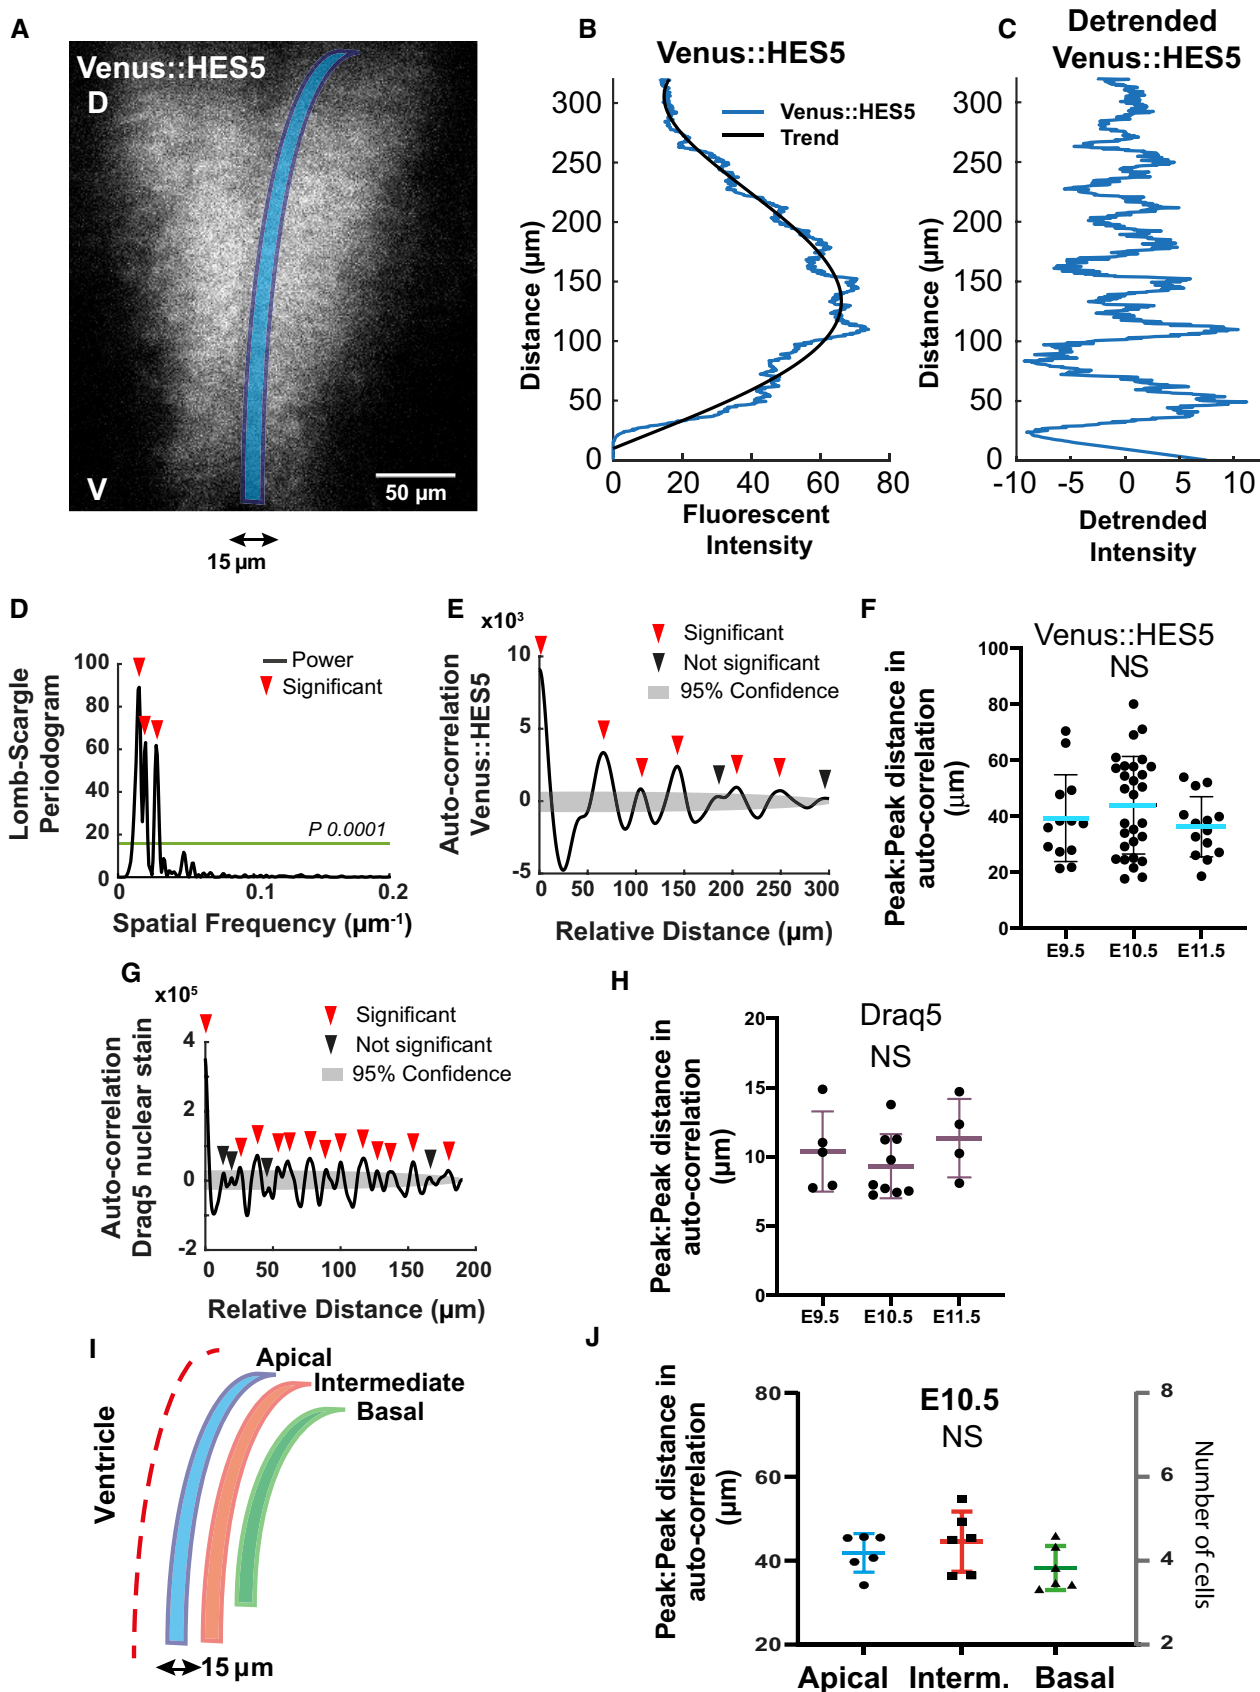 A
Venus::HES5
D
V
50 µm
15 µm
B
Venus::HES5
Venus::HES5
Trend
Distance (µm)
300
250
200
150
100
50
0
0
20
40
60
80
Fluorescent
Intensity
C
Detrended
Venus::HES5
Distance (µm)
300
250
200
150
100
50
0
-10
-5
0
5
10
Detrended
Intensity
D
Lomb-Scargle
Periodogram
100
80
60
40
20
0
Power
Significant
P 0.0001
0
0.1
0.2
Spatial Frequency (µm-1)
E
x10³
Auto-correlation
Venus::HES5
10
5
0
-5
Significant
Not significant
95% Confidence
0
50
100
150
200
250
300
Relative Distance (µm)
F
Venus::HES5
NS
Peak:Peak distance in
auto-correlation
(µm)
100
80
60
40
20
0
E9.5
E10.5
E11.5
G
x10⁵
Auto-correlation
Draq5 nuclear stain
4
2
0
-2
Significant
Not significant
95% Confidence
0
50
100
150
200
Relative Distance (µm)
H
Draq5
NS
Peak:Peak distance in
auto-correlation
(µm)
20
15
10
5
0
E9.5
E10.5
E11.5
I
Ventricle
Apical
Intermediate
Basal
15 µm
J
E10.5
NS
Peak:Peak distance in
auto-correlation
(µm)
80
60
40
20
8
6
4
2
Number of cells
Apical
Interm.
Basal